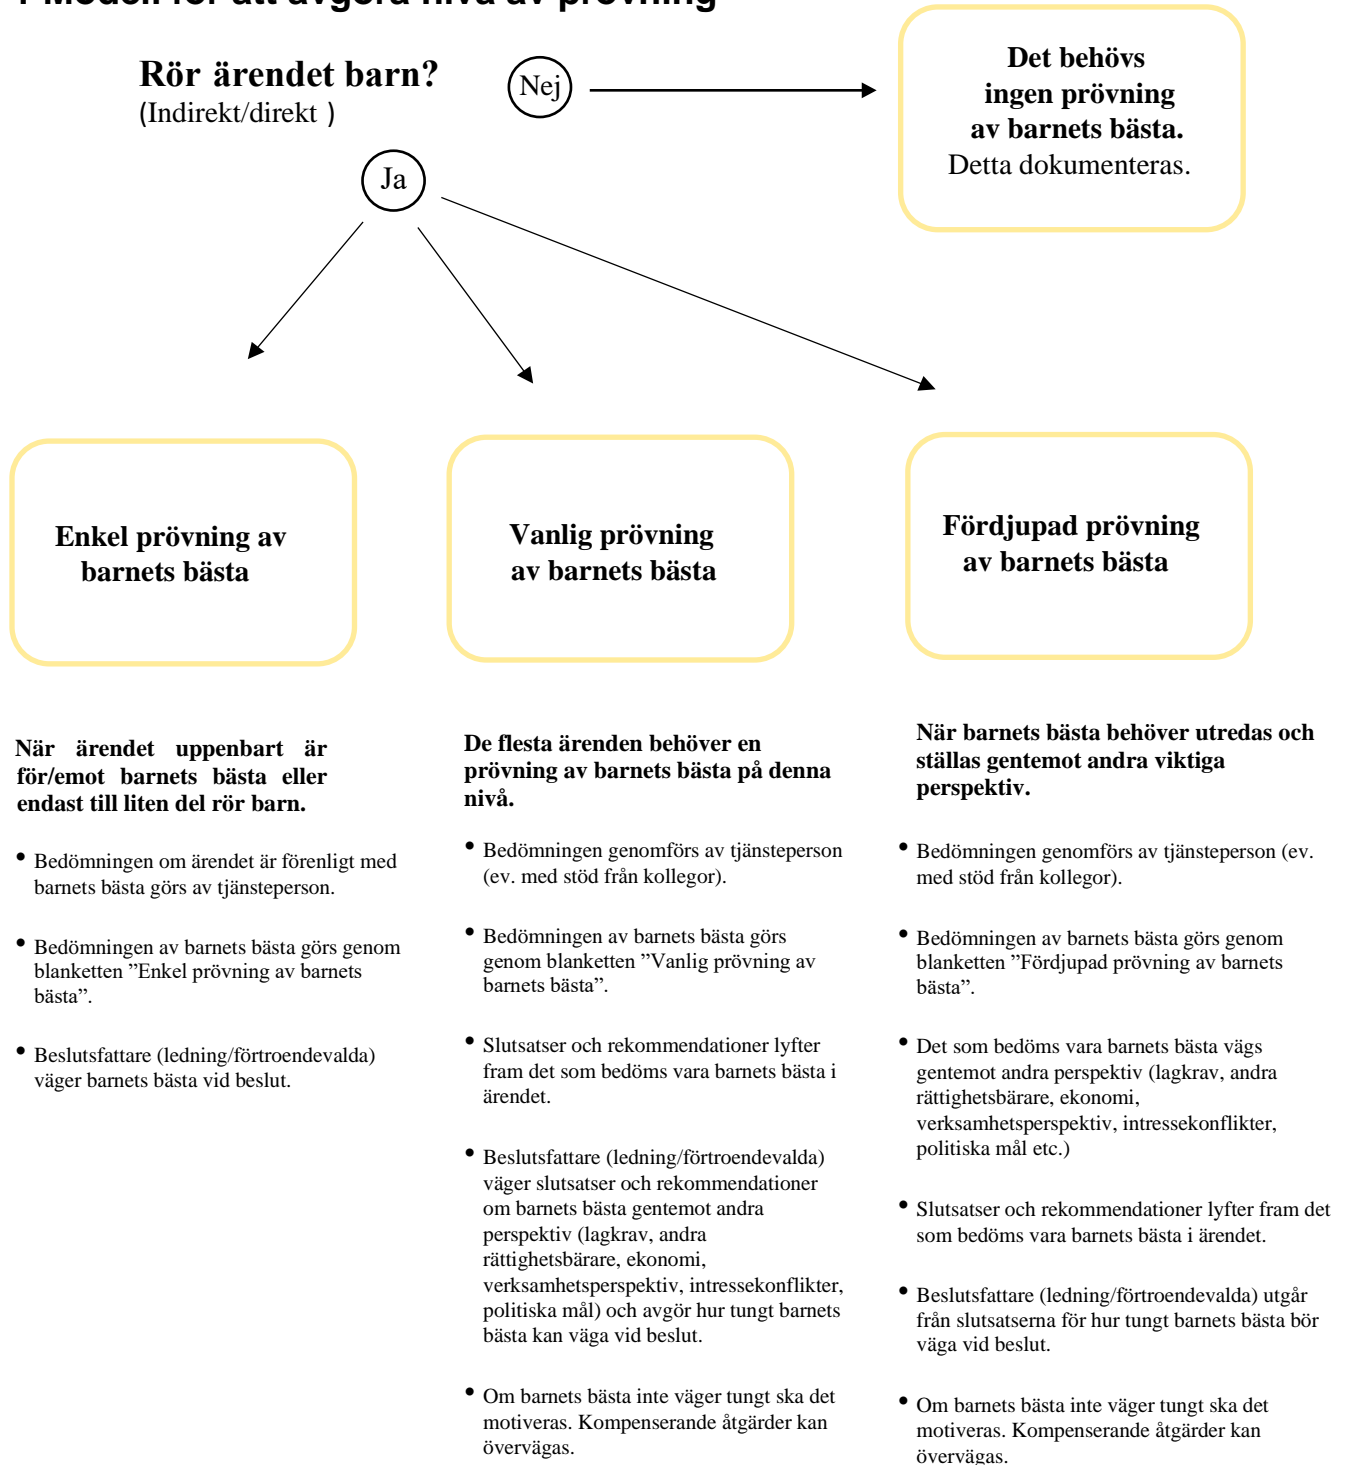 1 Modell för att avgöra nivå av prövning
Rör ärendet barn?
(Indirekt/direkt )
Nej
Det behövs
ingen prövning
av barnets bästa.
Detta dokumenteras.
Ja
Enkel prövning av
barnets bästa
Vanlig prövning
av barnets bästa
Fördjupad prövning
av barnets bästa
När ärendet uppenbart är
för/emot barnets bästa eller
endast till liten del rör barn.
• Bedömningen om ärendet är förenligt med
barnets bästa görs av tjänsteperson.
• Bedömningen av barnets bästa görs genom
blanketten ”Enkel prövning av barnets
bästa”.
• Beslutsfattare (ledning/förtroendevalda)
väger barnets bästa vid beslut.
De flesta ärenden behöver en
prövning av barnets bästa på denna
nivå.
• Bedömningen genomförs av tjänsteperson
(ev. med stöd från kollegor).
• Bedömningen av barnets bästa görs
genom blanketten ”Vanlig prövning av
barnets bästa”.
• Slutsatser och rekommendationer lyfter
fram det som bedöms vara barnets bästa i
ärendet.
• Beslutsfattare (ledning/förtroendevalda)
väger slutsatser och rekommendationer
om barnets bästa gentemot andra
perspektiv (lagkrav, andra
rättighetsbärare, ekonomi,
verksamhetsperspektiv, intressekonflikter,
politiska mål) och avgör hur tungt barnets
bästa kan väga vid beslut.
• Om barnets bästa inte väger tungt ska det
motiveras. Kompenserande åtgärder kan
övervägas.
När barnets bästa behöver utredas och
ställas gentemot andra viktiga
perspektiv.
• Bedömningen genomförs av tjänsteperson (ev.
med stöd från kollegor).
• Bedömningen av barnets bästa görs genom
blanketten ”Fördjupad prövning av barnets
bästa”.
• Det som bedöms vara barnets bästa vägs
gentemot andra perspektiv (lagkrav, andra
rättighetsbärare, ekonomi,
verksamhetsperspektiv, intressekonflikter,
politiska mål etc.)
• Slutsatser och rekommendationer lyfter fram det
som bedöms vara barnets bästa i ärendet.
• Beslutsfattare (ledning/förtroendevalda) utgår
från slutsatserna för hur tungt barnets bästa bör
väga vid beslut.
• Om barnets bästa inte väger tungt ska det
motiveras. Kompenserande åtgärder kan
övervägas.